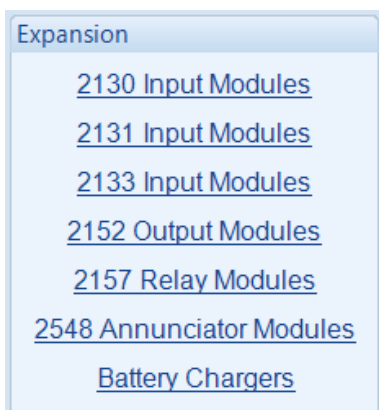 Expansion
2130 Input Modules
2131 Input Modules
2133 Input Modules
2152 Output Modules
2157 Relay Modules
2548 Annunciator Modules
Battery Chargers